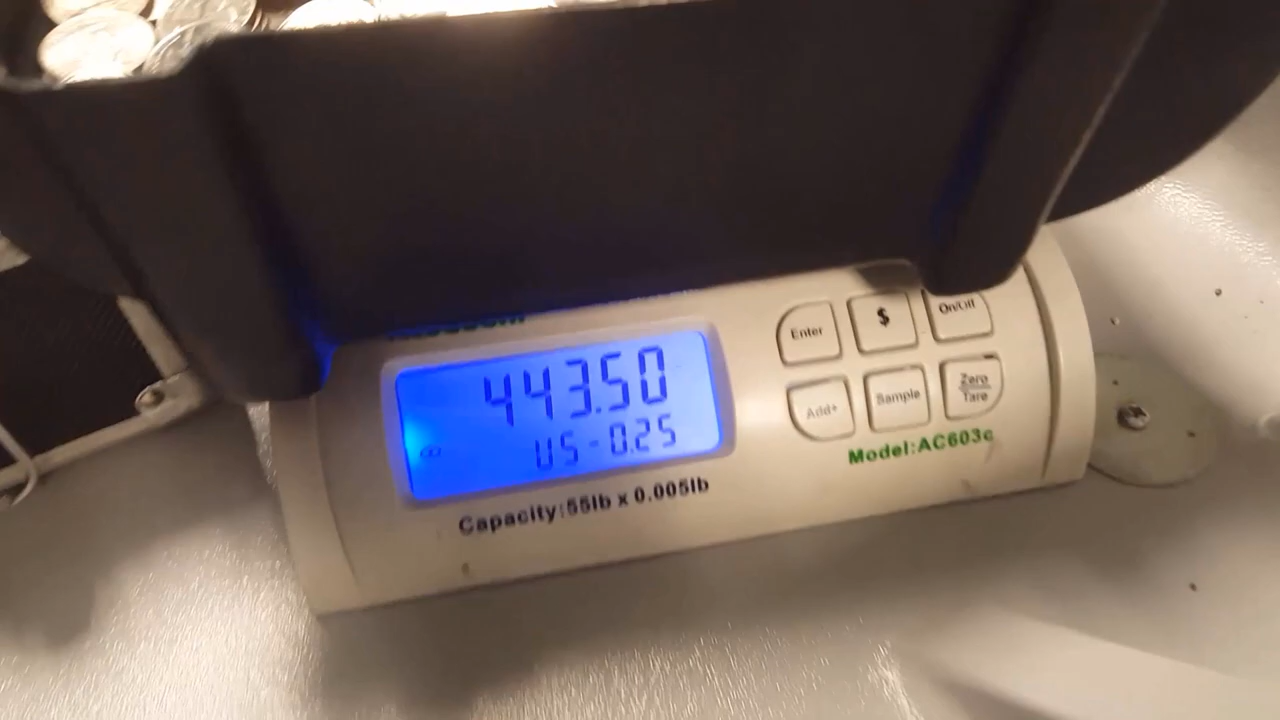 443.50
US-0.25
Capacity:55lb x 0.005lb
Enter
$
On/Off
Add+
Sample
Zero
Tare
Model:AC603c